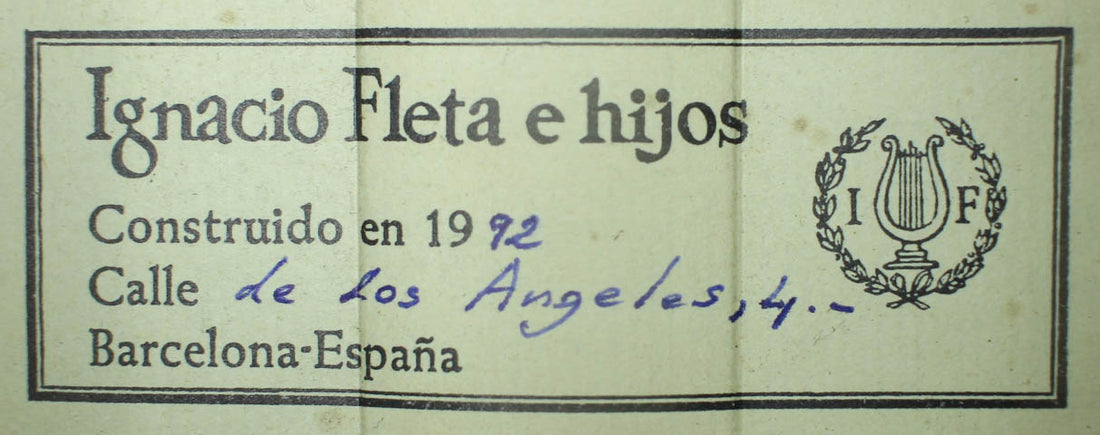 Ignacio Fleta e hijos
Construido en 1992
Calle de los Angeles, 4.-
Barcelona-España
I F